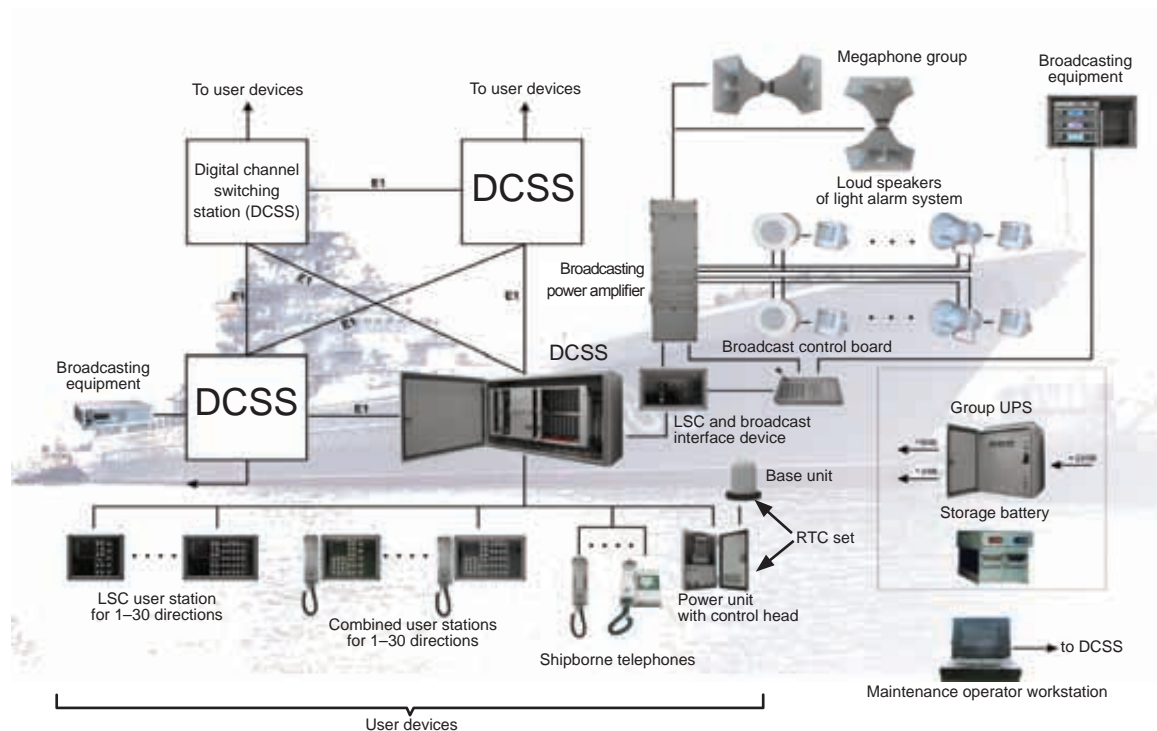 To user devices
To user devices
Digital channel
switching
station (DCSS)
E1
DCSS
E1
E1
E1
E1
E1
DCSS
E1
DCSS
Broadcasting
equipment
Megaphone group
Broadcasting
equipment
Loud speakers
of light alarm system
Broadcasting
power amplifier
Broadcast control board
LSC and broadcast
interface device
Group UPS
Storage battery
Base unit
RTC set
Power unit
with control head
LSC user station
for 1–30 directions
Combined user stations
for 1–30 directions
Shipborne telephones
to DCSS
Maintenance operator workstation
User devices